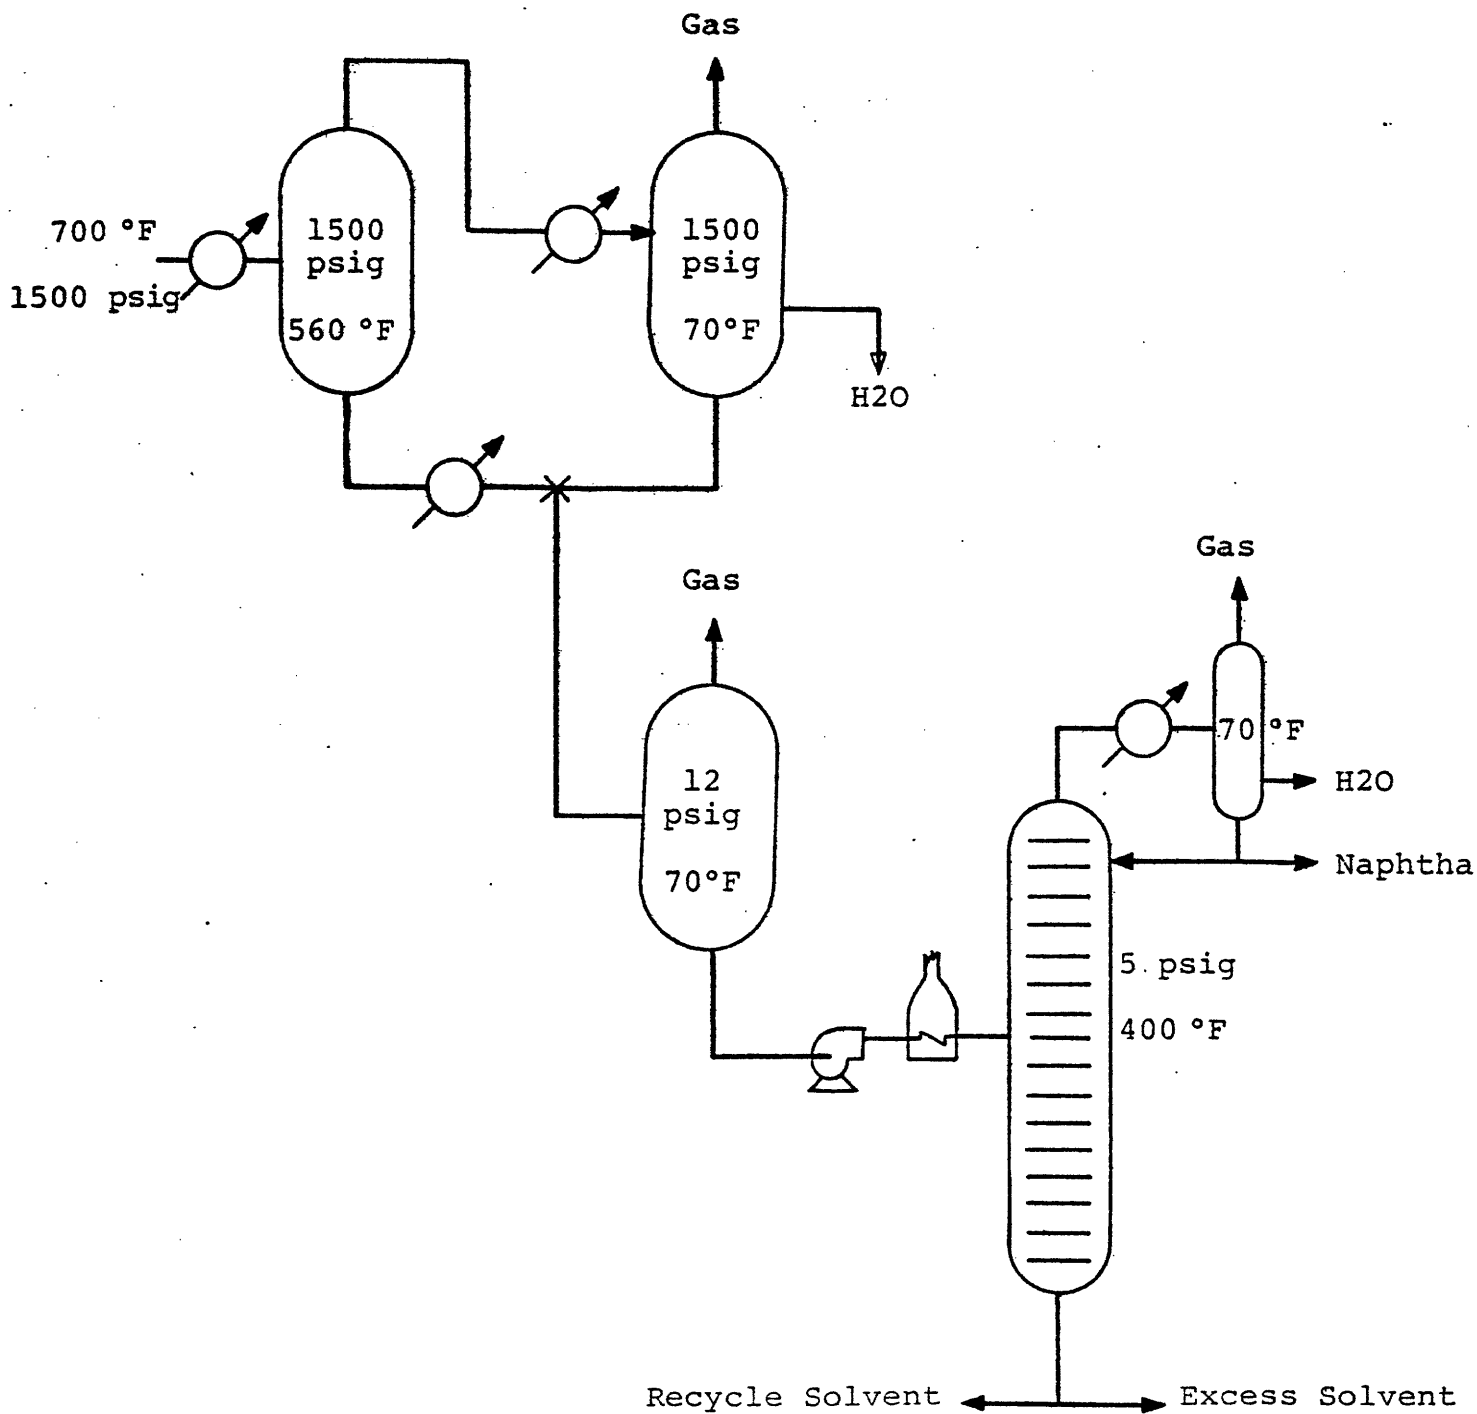 Gas
700 °F
1500 psig
1500
psig
560 °F
1500
psig
70°F
H2O
Gas
12
psig
70°F
Gas
70 °F
H2O
Naphtha
5 psig
400 °F
Recycle Solvent
Excess Solvent